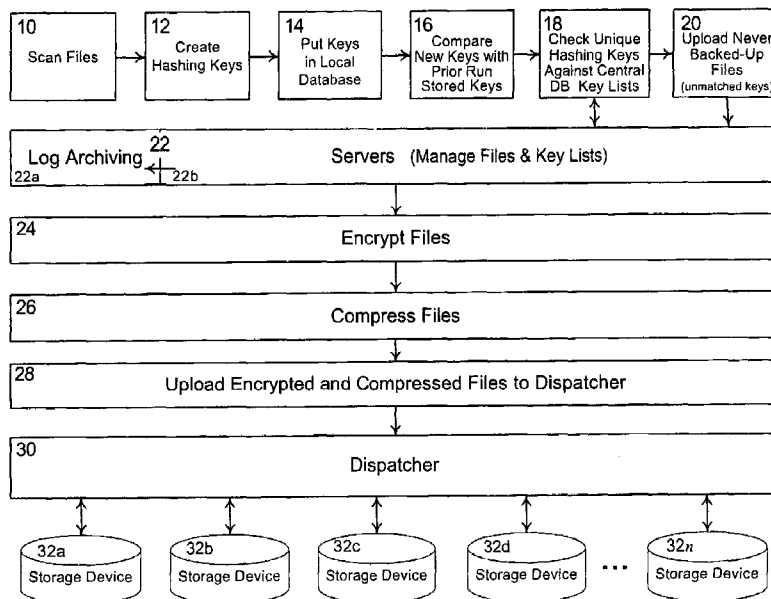 10
Scan Files
12
Create
Hashing Keys
14
Put Keys
in Local
Database
16
Compare
New Keys with
Prior Run
Stored Keys
18
Check Unique
Hashing Keys
Against Central
DB Key Lists
20
Upload Never
Backed-Up
Files
(unmatched keys)
Log Archiving
22
22a
22b
Servers (Manage Files & Key Lists)
24
Encrypt Files
26
Compress Files
28
Upload Encrypted and Compressed Files to Dispatcher
30
Dispatcher
32a
Storage Device
32b
Storage Device
32c
Storage Device
32d
Storage Device
...
32n
Storage Device